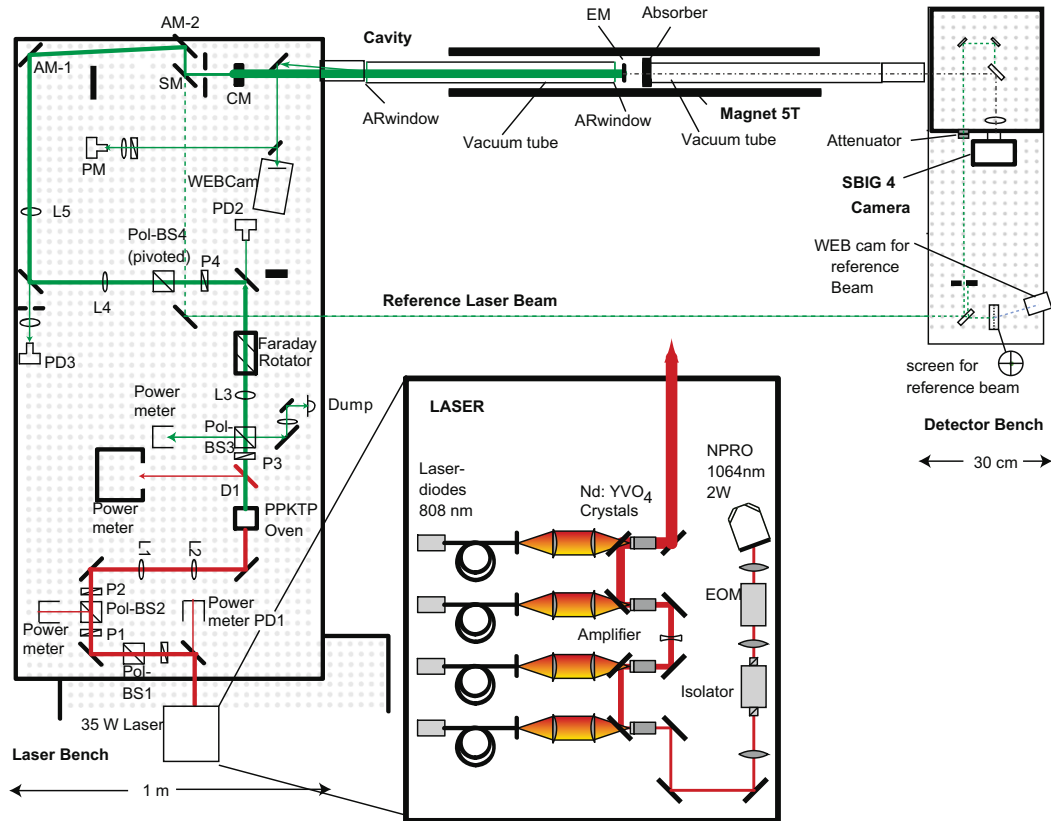 AM-2
AM-1
SM
CM
Cavity
EM
Absorber
ARwindow
Vacuum tube
ARwindow
Magnet 5T
Vacuum tube
Attenuator
SBIG 4
Camera
WEB cam for
reference
Beam
screen for
reference beam
Detector Bench
30 cm
PM
WEBCam
PD2
L5
Pol-BS4
(pivoted)
P4
L4
PD3
Reference Laser Beam
Faraday
Rotator
L3
Power
meter
Dump
Pol-
BS3
P3
D1
Power
meter
PPKTP
Oven
L1
L2
P2
Pol-BS2
P1
Power
meter
Power
meter PD1
Pol-
BS1
35 W Laser
Laser Bench
1 m
LASER
Laser-
diodes
808 nm
Nd: YVO4
Crystals
NPRO
1064nm
2W
EOM
Amplifier
Isolator